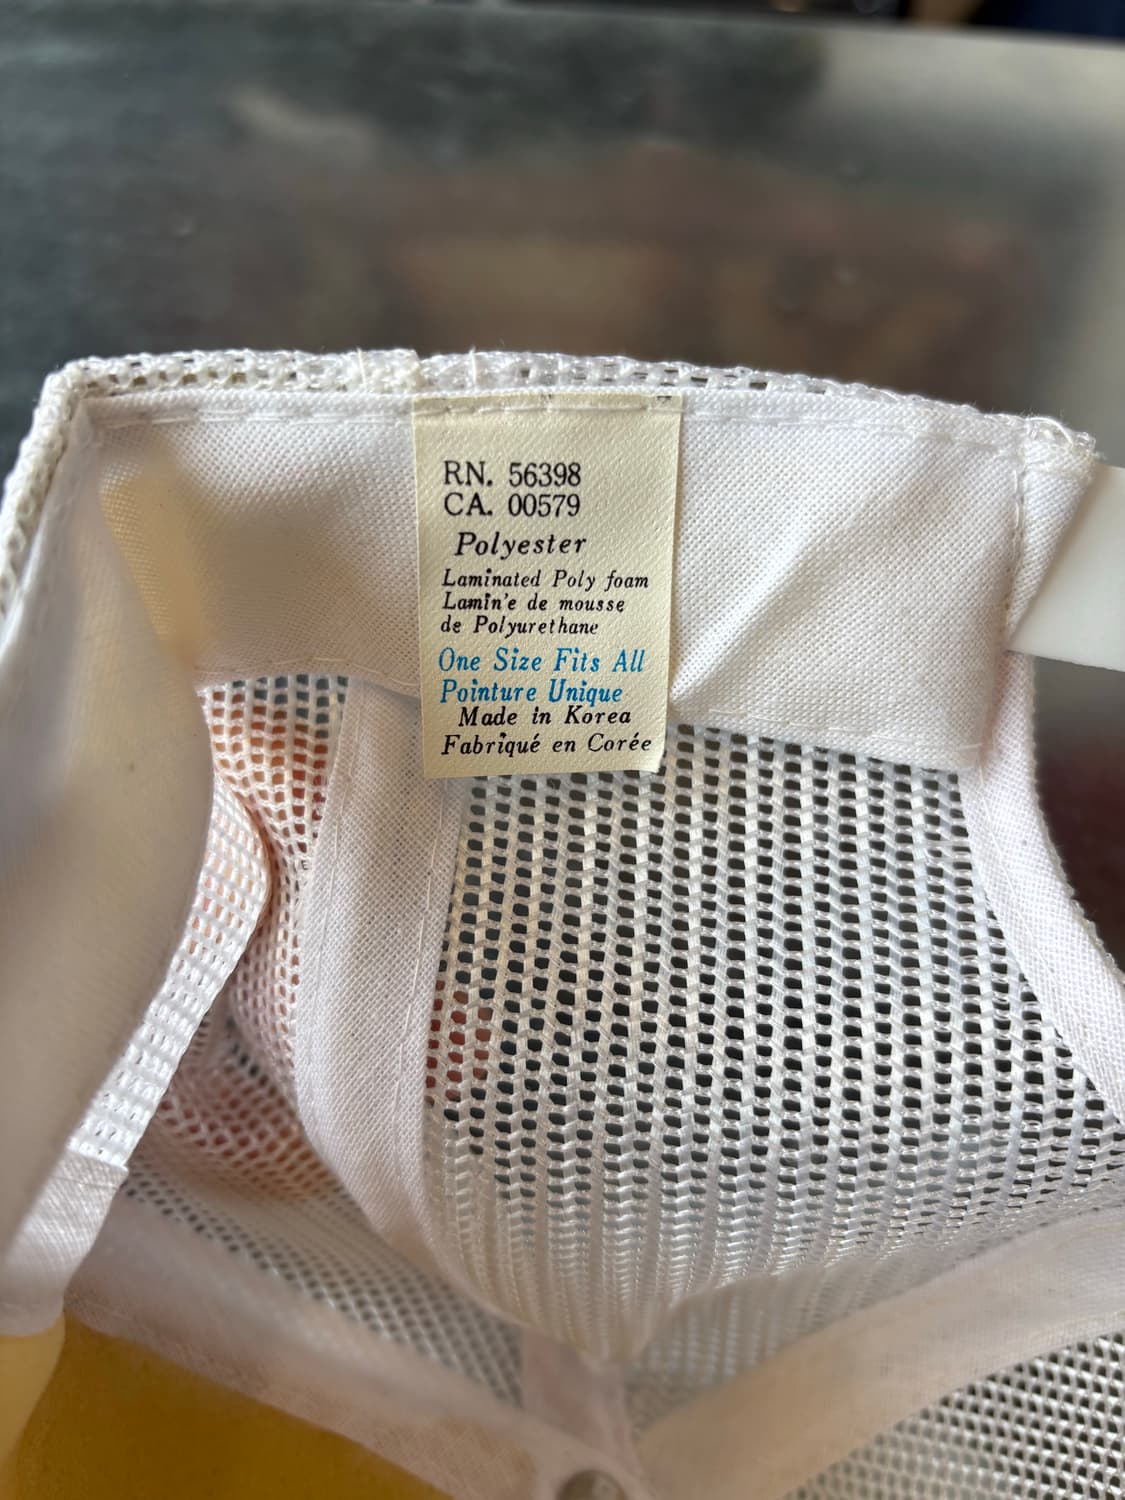 RN. 56398
CA. 00579
Polyester
Laminated Poly foam
Lamin'e de mousse
de Polyurethane
One Size Fits All
Pointure Unique
Made in Korea
Fabriqué en Corée